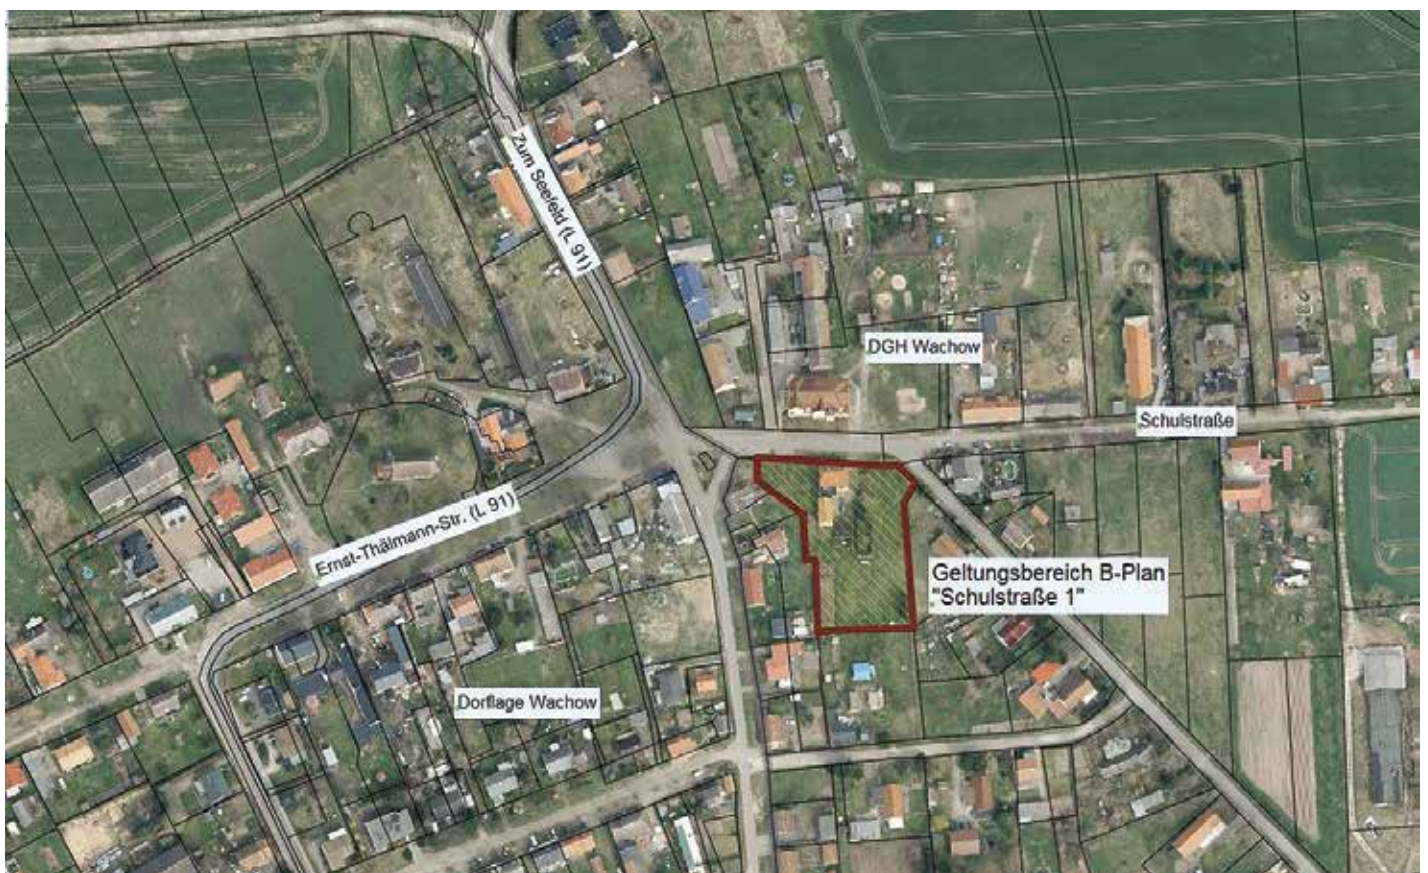 Zum Seefeld (L 91)
DGH Wachow
Schulstraße
Ernst-Thälmann-Str. (L 91)
Geltungsbereich B-Plan
"Schulstraße 1"
Dorflage Wachow